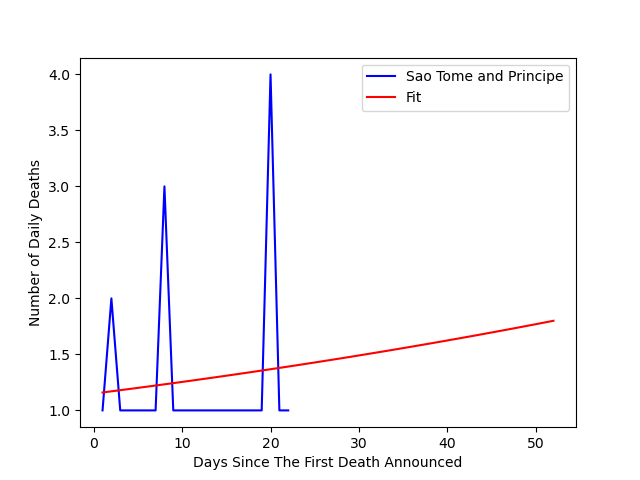 Sao Tome and Principe
Fit
4.0
3.5
3.0
2.5
2.0
1.5
1.0
Number of Daily Deaths
0 10 20 30 40 50
Days Since The First Death Announced